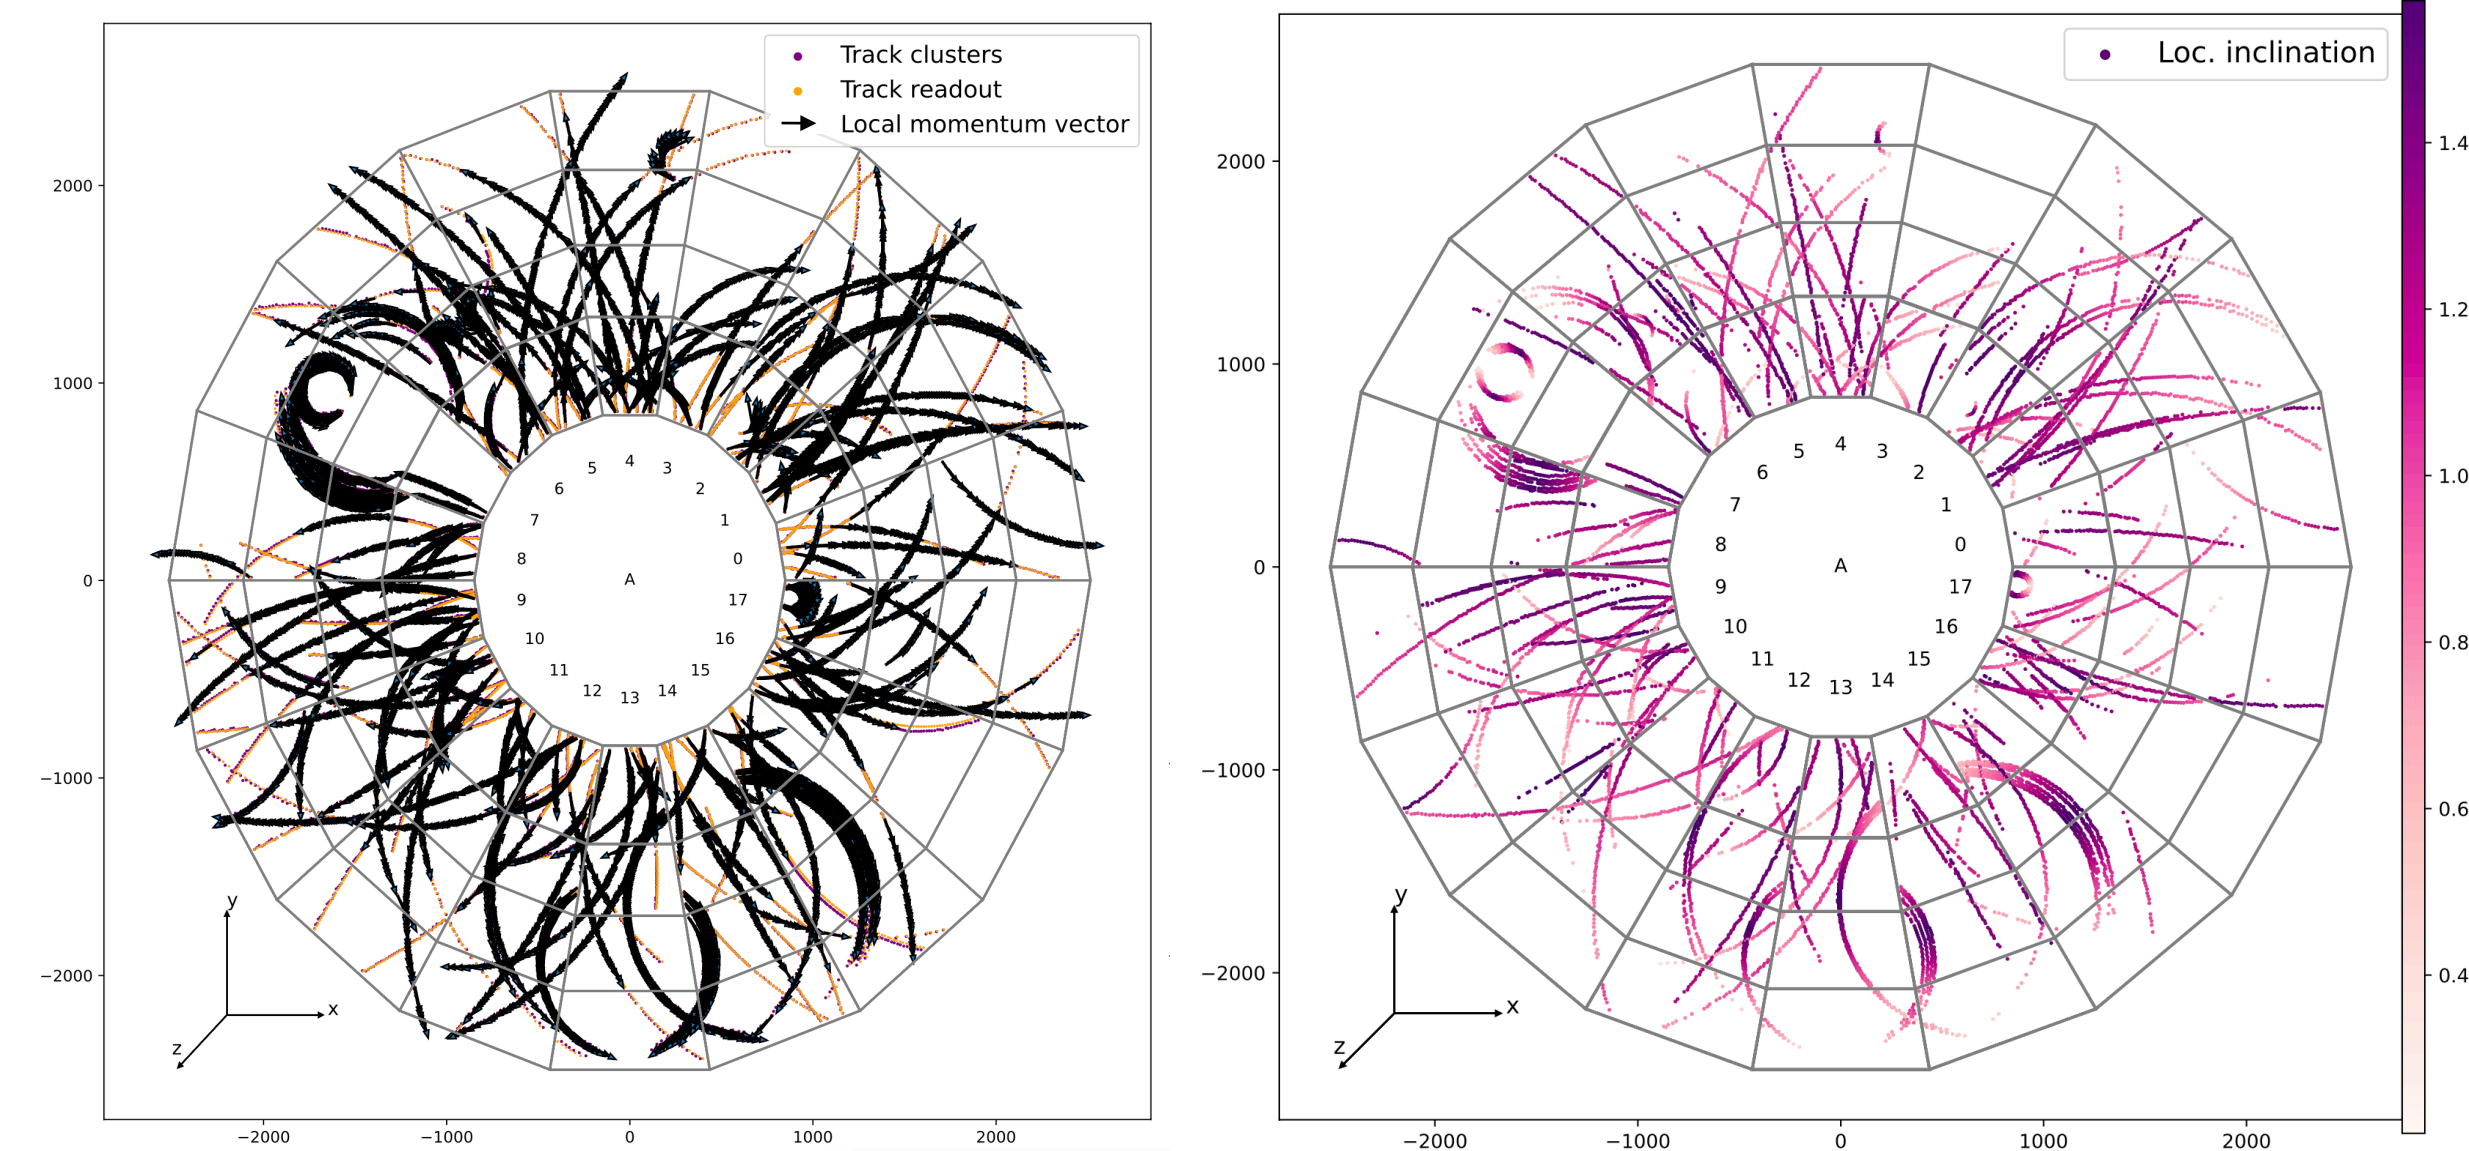 Track clusters
Track readout
Local momentum vector
2000
1000
0
−1000
−2000
5 4 3
6 2
7 1
8 0
A
9 17
10 16
11 15
12 13 14
y
x
z
−2000 −1000 0 1000 2000
Loc. inclination
2000
1000
0
−1000
−2000
5 4 3
6 2
7 1
8 0
A
9 17
10 16
11 15
12 13 14
y
x
z
−2000 −1000 0 1000 2000
1.4
1.2
1.0
0.8
0.6
0.4